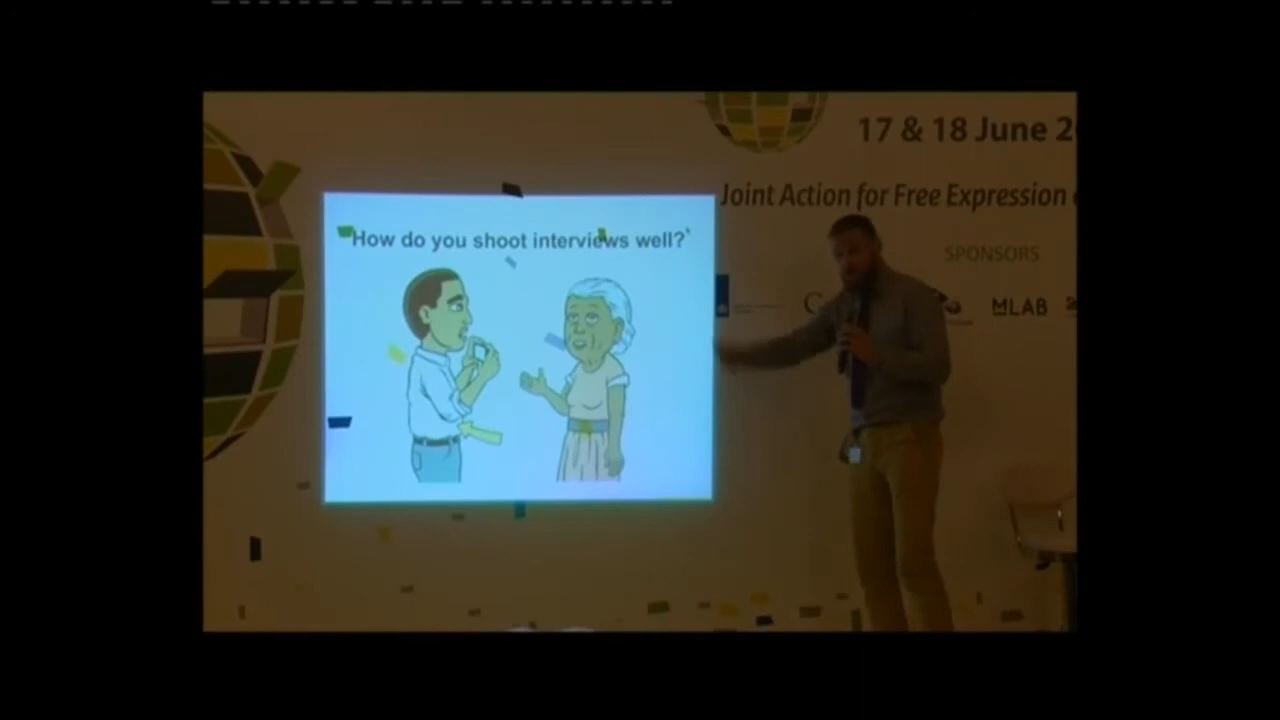 17 & 18 June 2
Joint Action for Free Expression
How do you shoot interviews well?
SPONSORS
MLAB